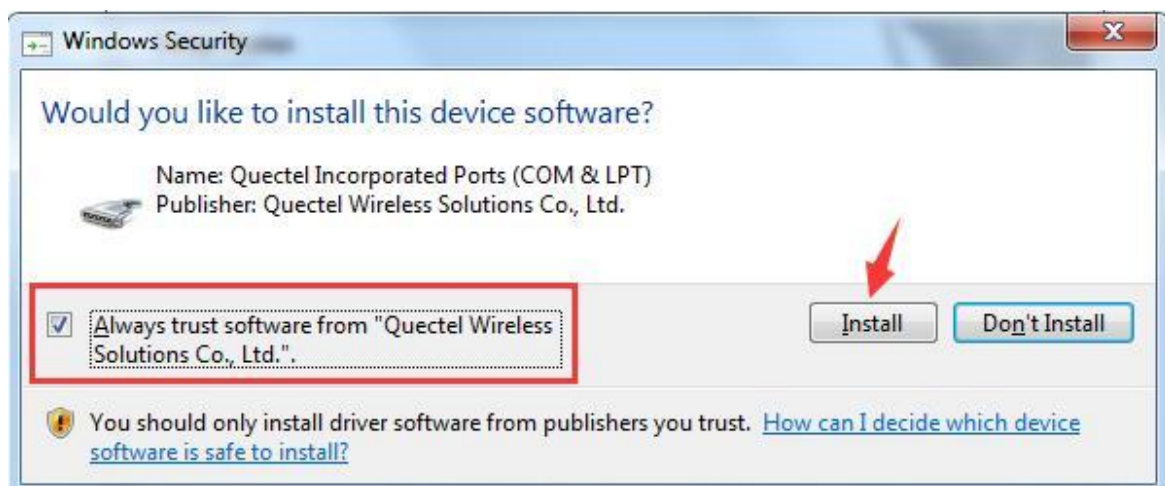 Windows Security
Would you like to install this device software?
Name: Quectel Incorporated Ports (COM & LPT)
Publisher: Quectel Wireless Solutions Co., Ltd.
Always trust software from "Quectel Wireless
Solutions Co., Ltd.".
Install
Don't Install
You should only install driver software from publishers you trust. How can I decide which device
software is safe to install?